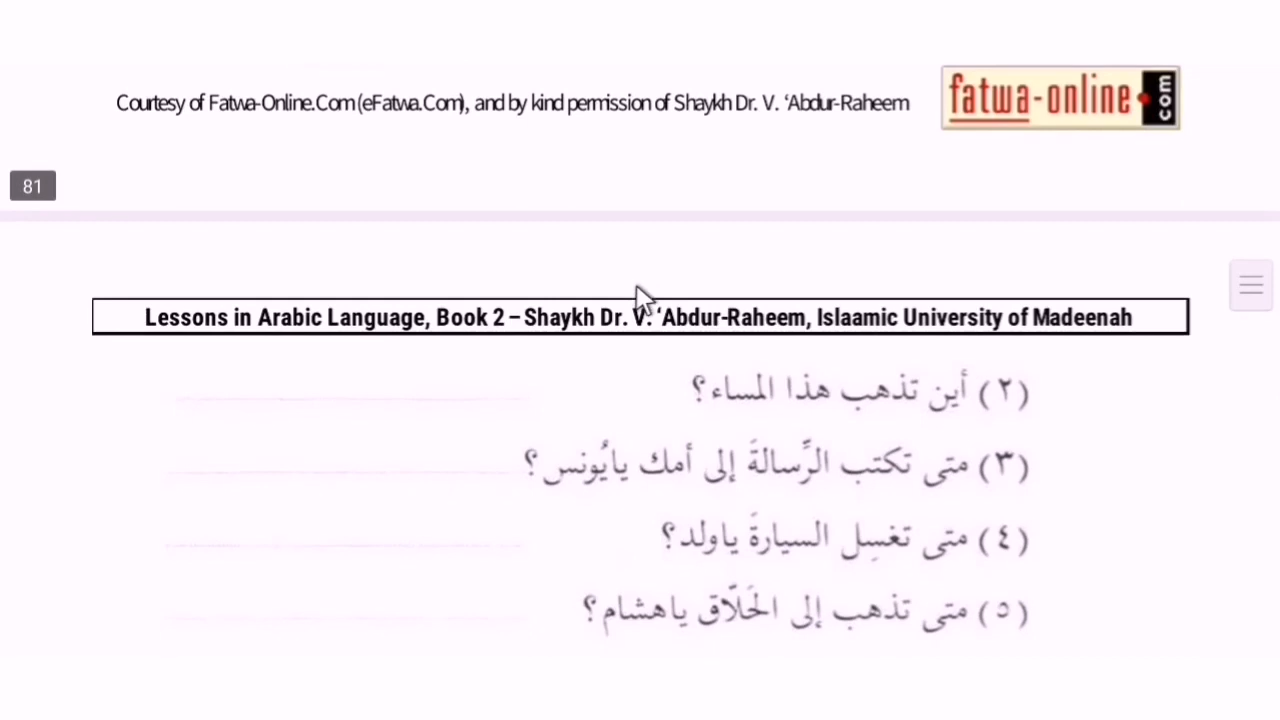 Courtesy of Fatwa-Online.Com (eFatwa.Com), and by kind permission of Shaykh Dr. V. ‘Abdur-Raheem
fatwa-online.com
81
Lessons in Arabic Language, Book 2 – Shaykh Dr. V. ‘Abdur-Raheem, Islaamic University of Madeenah
(٢) أين تذهب هذا المساء؟
(٣) متى تكتب الرِّسالةَ إلى أمك يايُونس؟
(٤) متى تغسِل السيارةَ ياولد؟
(٥) متى تذهب إلى الحَلّاق ياهشام؟